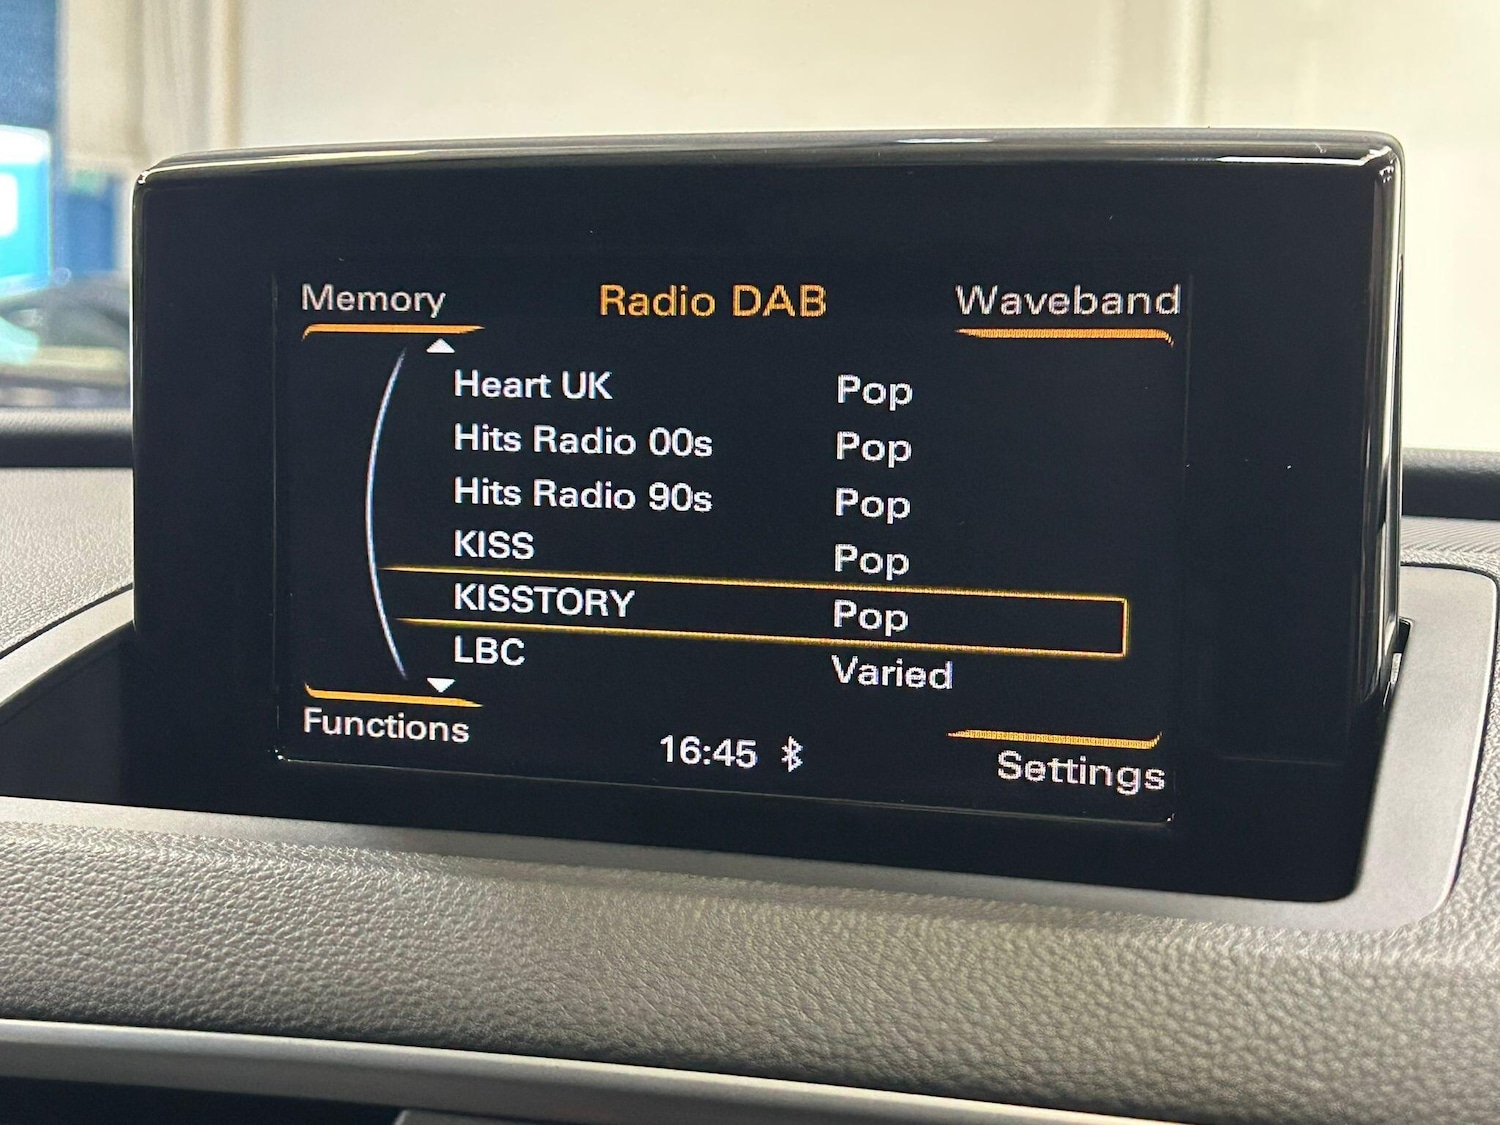 Memory Radio DAB Waveband
Heart UK Pop
Hits Radio 00s Pop
Hits Radio 90s Pop
KISS Pop
KISSTORY Pop
LBC Varied
Functions 16:45 Settings